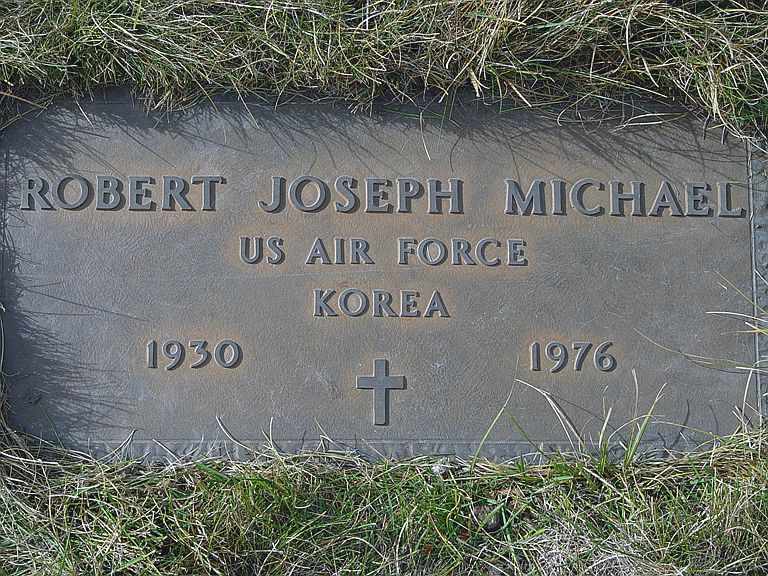 ROBERT JOSEPH MICHAEL
US AIR FORCE
KOREA
1930 1976